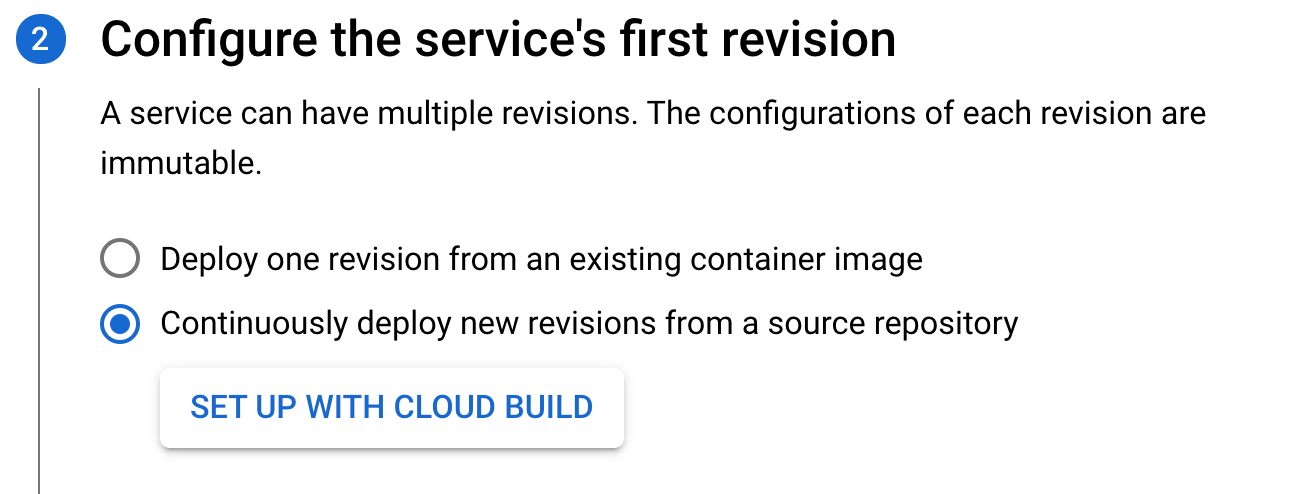 2 Configure the service's first revision
A service can have multiple revisions. The configurations of each revision are
immutable.
Deploy one revision from an existing container image
Continuously deploy new revisions from a source repository
SET UP WITH CLOUD BUILD